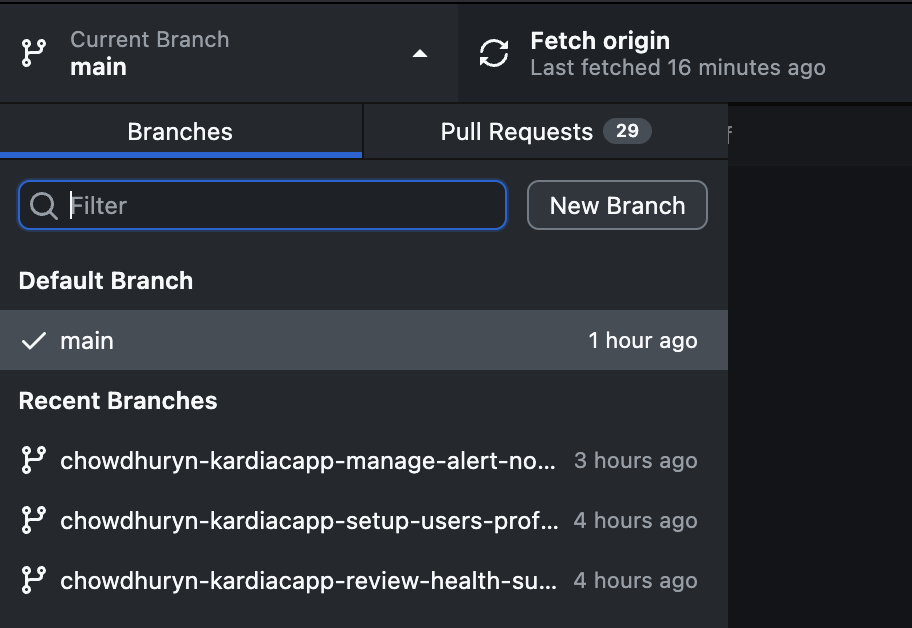 Current Branch
main
Fetch origin
Last fetched 16 minutes ago
Branches
Pull Requests 29
Filter
New Branch
Default Branch
main 1 hour ago
Recent Branches
chowdhuryn-kardiacapp-manage-alert-no... 3 hours ago
chowdhuryn-kardiacapp-setup-users-prof... 4 hours ago
chowdhuryn-kardiacapp-review-health-su... 4 hours ago